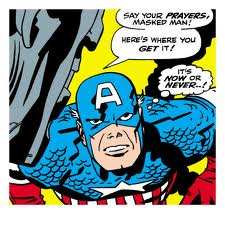 SAY YOUR PRAYERS,
MASKED MAN!
HERE'S WHERE YOU
GET IT!
IT'S
NOW OR
NEVER..!
A